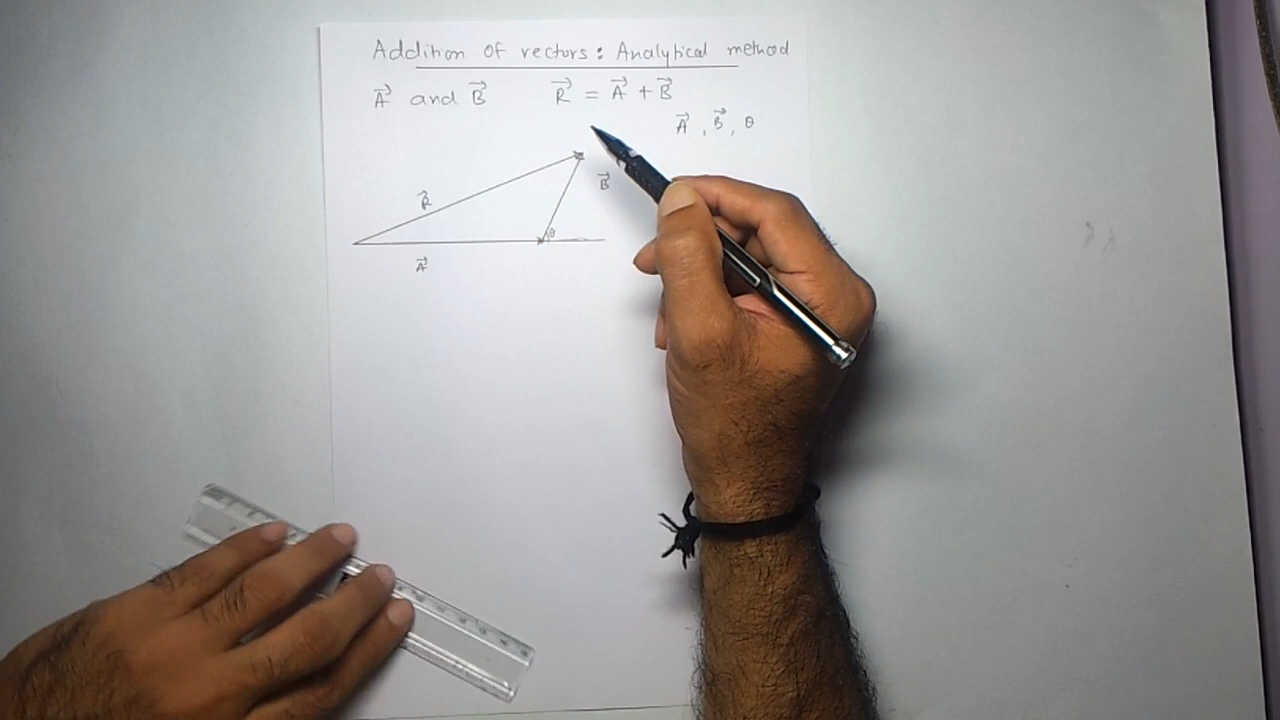 Addition of vectors : Analytical method
A⃗ and B⃗ R⃗ = A⃗ + B⃗
A⃗ , B⃗ , θ
B⃗
R⃗
θ
A⃗